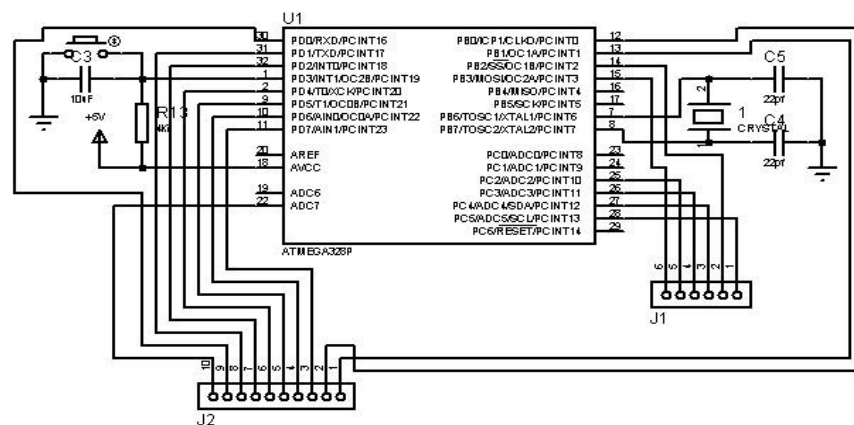 U1
30 PD0/RXD/PCINT16
31 PD1/TXD/PCINT17
32 PD2/INT0/PCINT18
1 PD3/INT1/OC2B/PCINT19
2 PD4/T0/XCK/PCINT20
9 PD5/T1/OC0B/PCINT21
10 PD6/AIN0/OC0A/PCINT22
11 PD7/AIN1/PCINT23
20 AREF
18 AVCC
19 ADC6
22 ADC7
PB0/ICP1/CLKO/PCINT0 12
PB1/OC1A/PCINT1 13
PB2/SS/OC1B/PCINT2 14
PB3/MOSI/OC2A/PCINT3 15
PB4/MISO/PCINT4 16
PB5/SCK/PCINT5 17
PB6/TOSC1/XTAL1/PCINT6 7
PB7/TOSC2/XTAL2/PCINT7 8
PC0/ADC0/PCINT8 23
PC1/ADC1/PCINT9 24
PC2/ADC2/PCINT10 25
PC3/ADC3/PCINT11 26
PC4/ADC4/SDA/PCINT12 27
PC5/ADC5/SCL/PCINT13 28
PC6/RESET/PCINT14 29
ATMEGA328P
C3
R13
+5V
C5
22pf
2
1
CRYSTAL
1
C4
22pf
6 5 4 3 2 1
J1
10 9 8 7 6 5 4 3 2 1
J2